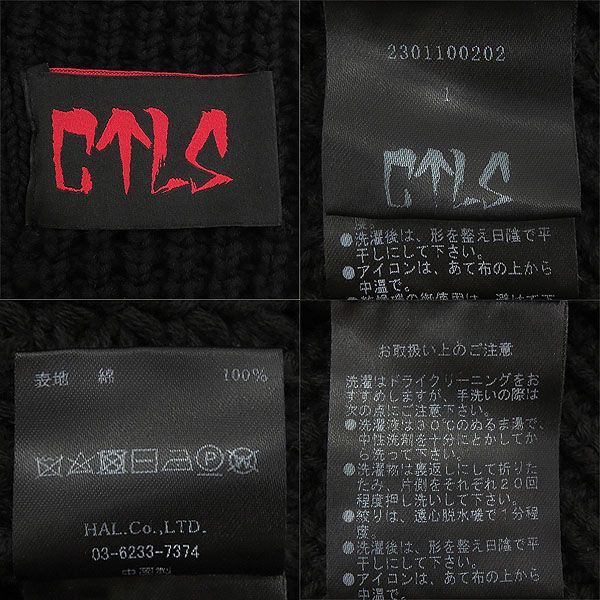 CTLS
2301100202
1
CTLS
●洗濯後は、形を整え日陰で平
干しにして下さい。
●アイコンは、あて布の上から
中温で。
表地 綿 100%
HAL.Co.,LTD.
03-6233-7374
中国製
お取扱い上のご注意
洗濯はドライクリーニングをお
すすめしますが、手洗いの際は
次の点にご注意下さい。
●洗濯液は30℃のぬるま湯で、
中性洗剤を十分にとかしてか
ら洗って下さい。
●洗濯物は裏返しにして折りた
たみ、片側をそれぞれ20回
程度押し洗いして下さい。
●絞りは、遠心脱水機で1分程
度。
●洗濯後は、形を整え日陰で平
干しにして下さい。
●アイコンは、あて布の上から